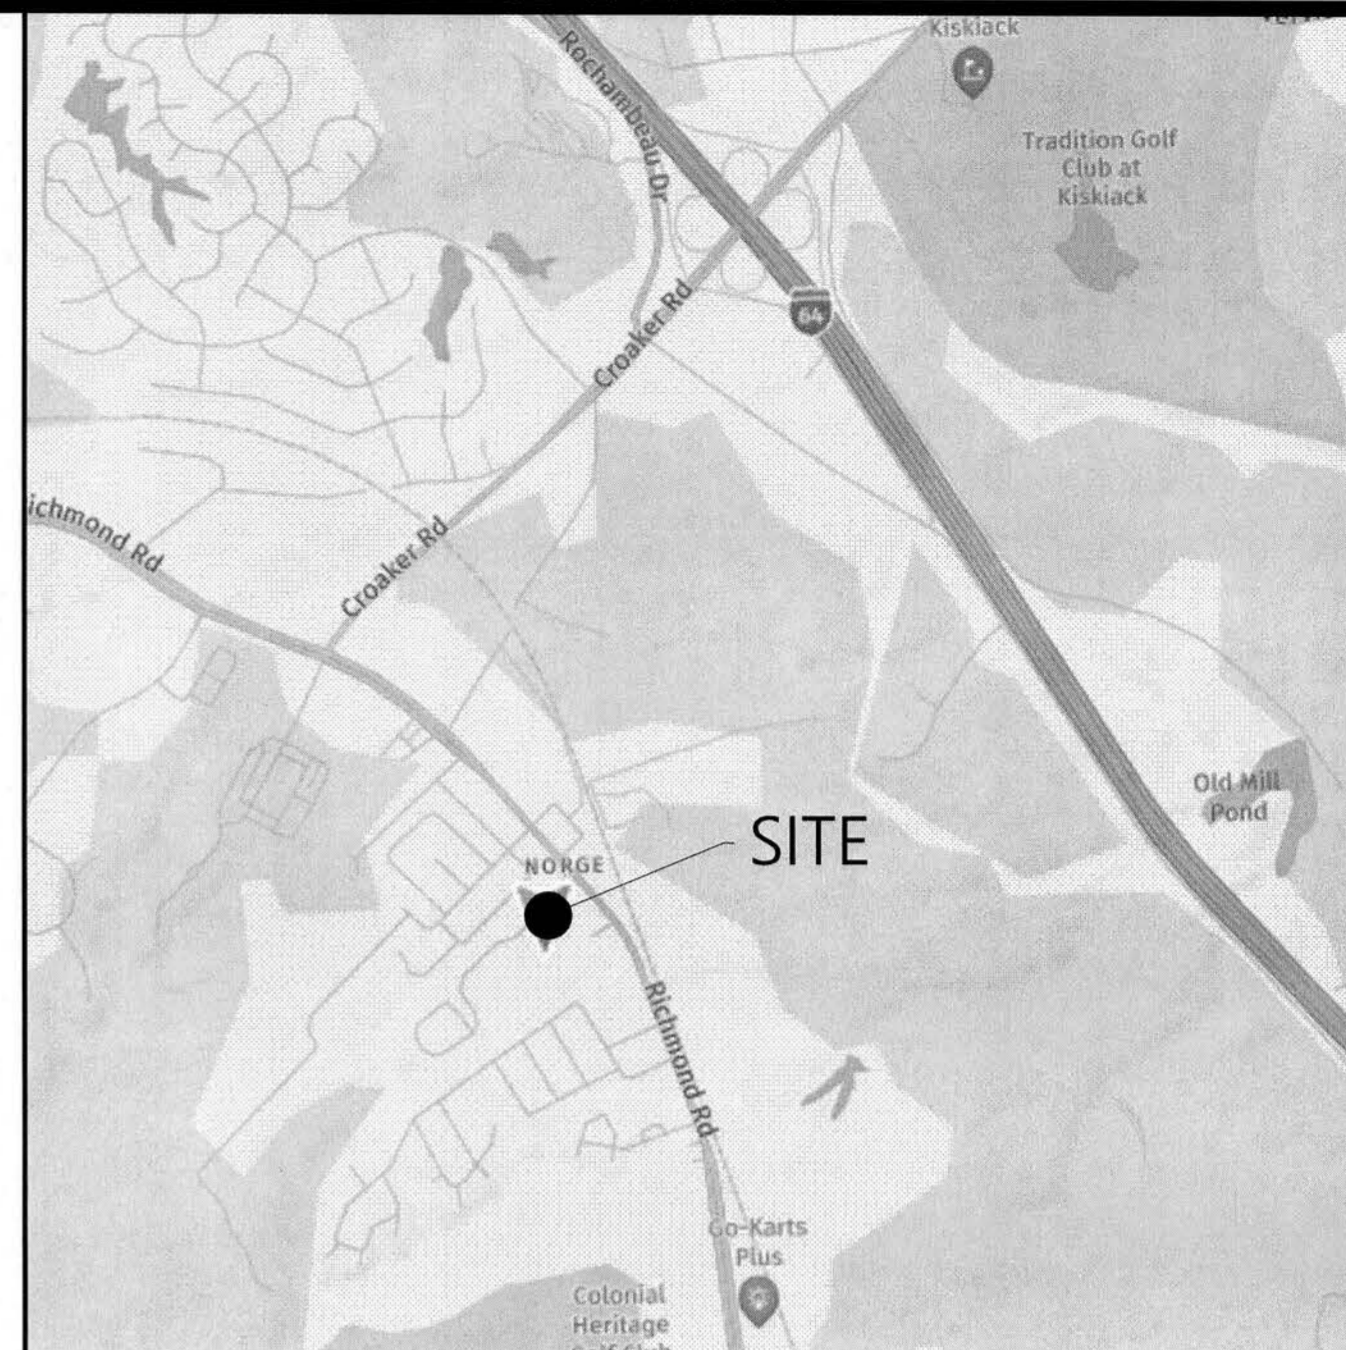 Kiskiack
Rochambeau Dr
Tradition Golf
Club at
Kiskiack
64
Croaker Rd
ichmond Rd
Croaker Rd
Old Mill
Pond
SITE
NORGE
Richmond Rd
Go-Karts
Plus
Colonial
Heritage